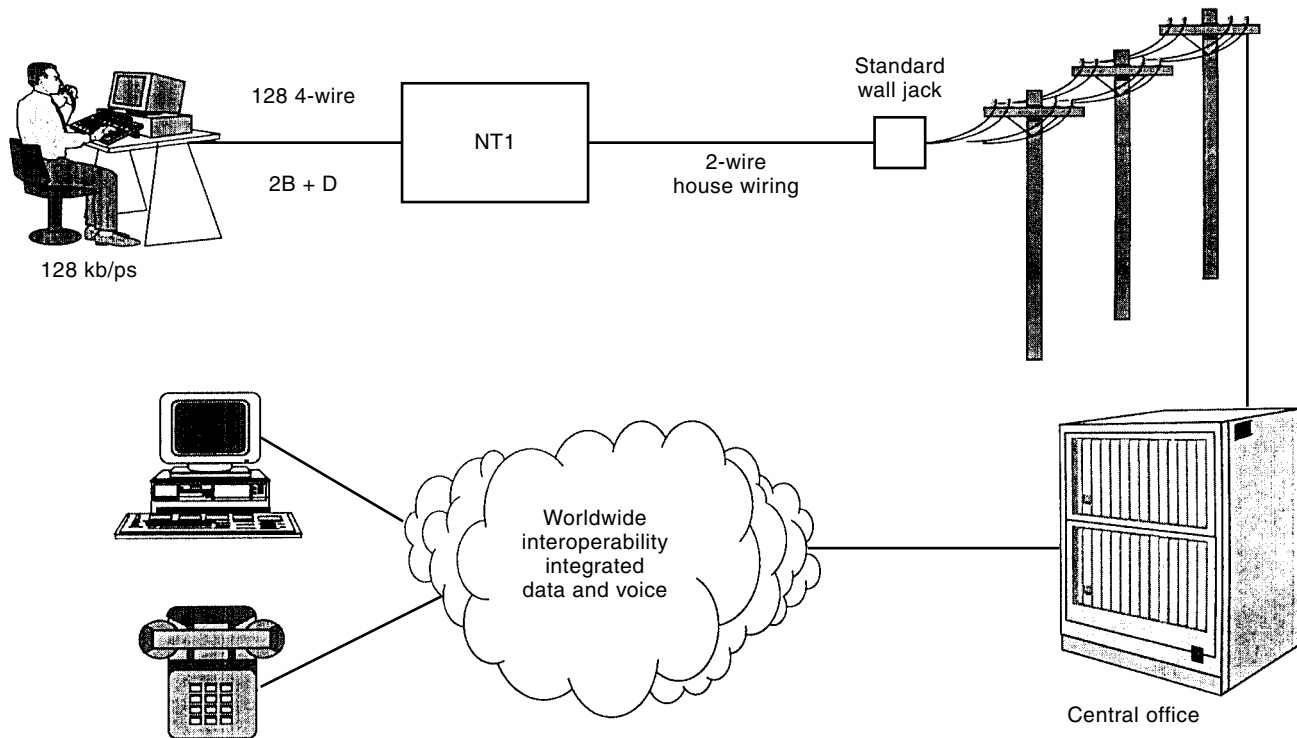 128 4-wire
2B + D
128 kb/ps
NT1
2-wire
house wiring
Standard
wall jack
Worldwide
interoperability
integrated
data and voice
Central office